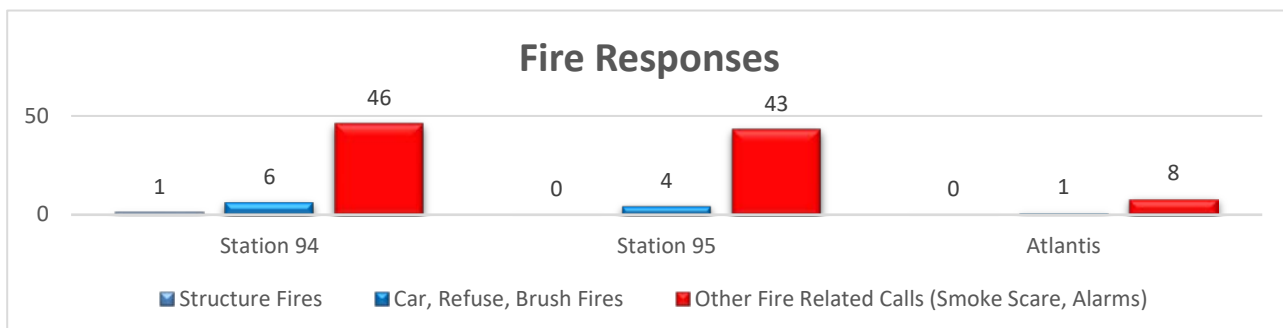 Fire Responses
50
46
43
1
6
0
4
0
1
8
0
Station 94
Station 95
Atlantis
Structure Fires
Car, Refuse, Brush Fires
Other Fire Related Calls (Smoke Scare, Alarms)